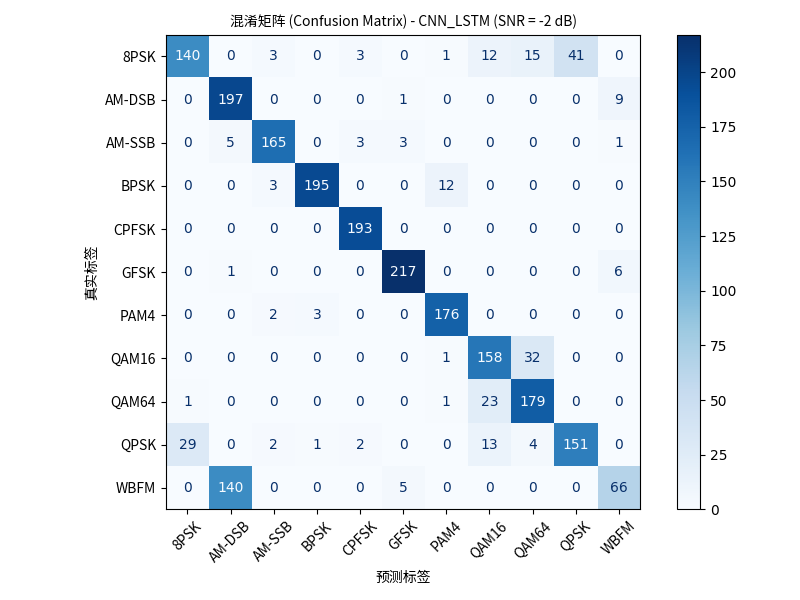 混淆矩阵 (Confusion Matrix) - CNN_LSTM (SNR = -2 dB)
真实标签
8PSK 140 0 3 0 3 0 1 12 15 41 0
AM-DSB 0 197 0 0 0 1 0 0 0 0 9
AM-SSB 0 5 165 0 3 3 0 0 0 0 1
BPSK 0 0 3 195 0 0 12 0 0 0 0
CPFSK 0 0 0 0 193 0 0 0 0 0 0
GFSK 0 1 0 0 0 217 0 0 0 0 6
PAM4 0 0 2 3 0 0 176 0 0 0 0
QAM16 0 0 0 0 0 0 1 158 32 0 0
QAM64 1 0 0 0 0 0 1 23 179 0 0
QPSK 29 0 2 1 2 0 0 13 4 151 0
WBFM 0 140 0 0 0 5 0 0 0 0 66
8PSK AM-DSB AM-SSB BPSK CPFSK GFSK PAM4 QAM16 QAM64 QPSK WBFM
预测标签
200
175
150
125
100
75
50
25
0